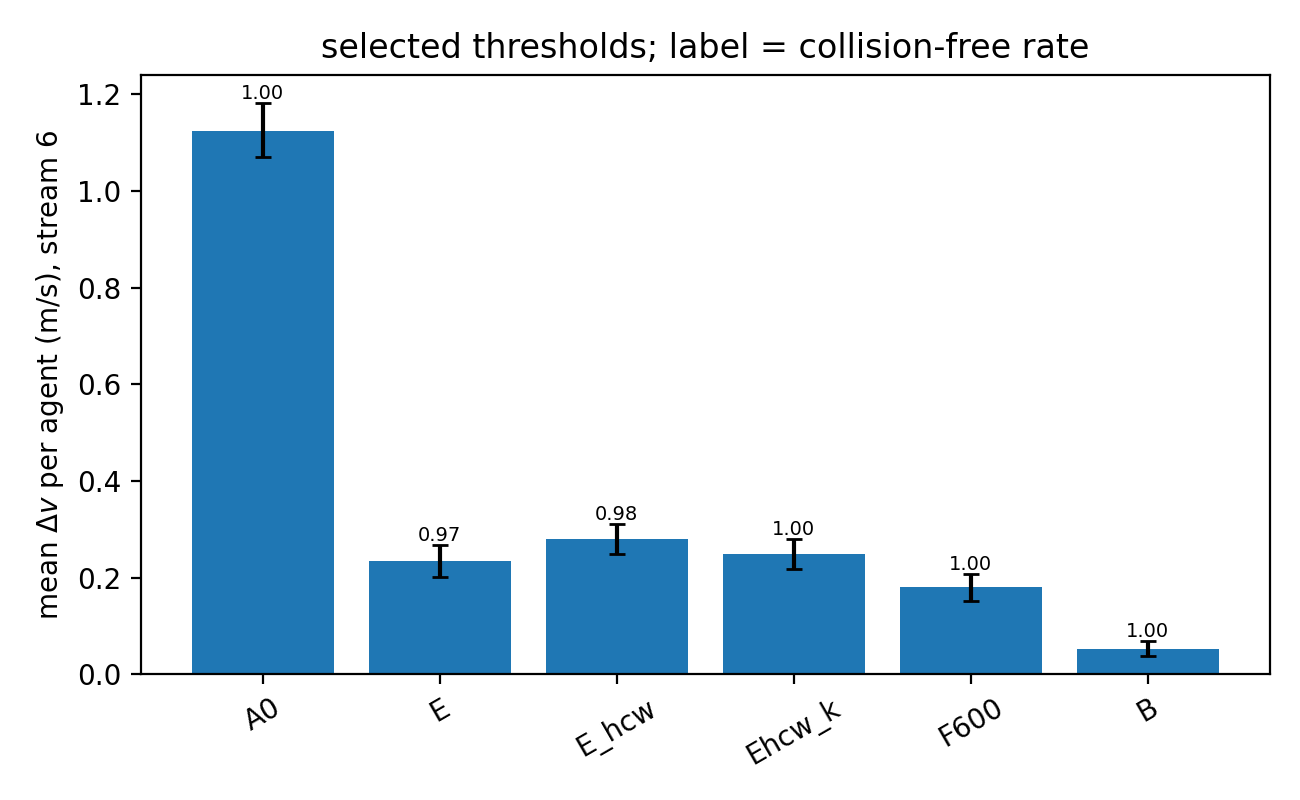 selected thresholds; label = collision-free rate
mean Δv per agent (m/s), stream 6
1.2
1.0
0.8
0.6
0.4
0.2
0.0
1.00
0.97
0.98
1.00
1.00
1.00
A0
E
E_hcw
Ehcw_k
F600
B